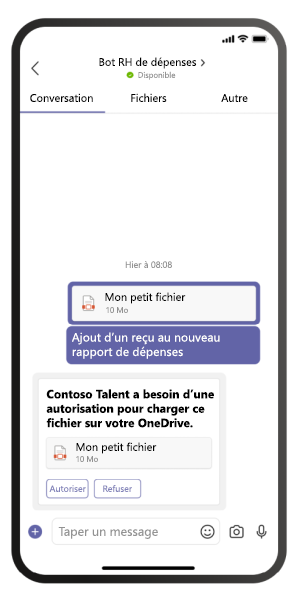 Bot RH de dépenses >
Disponible
Conversation Fichiers Autre
Hier à 08:08
Mon petit fichier
10 Mo
Ajout d'un reçu au nouveau
rapport de dépenses
Contoso Talent a besoin d'une
autorisation pour charger ce
fichier sur votre OneDrive.
Mon petit fichier
10 Mo
Autoriser Refuser
Taper un message